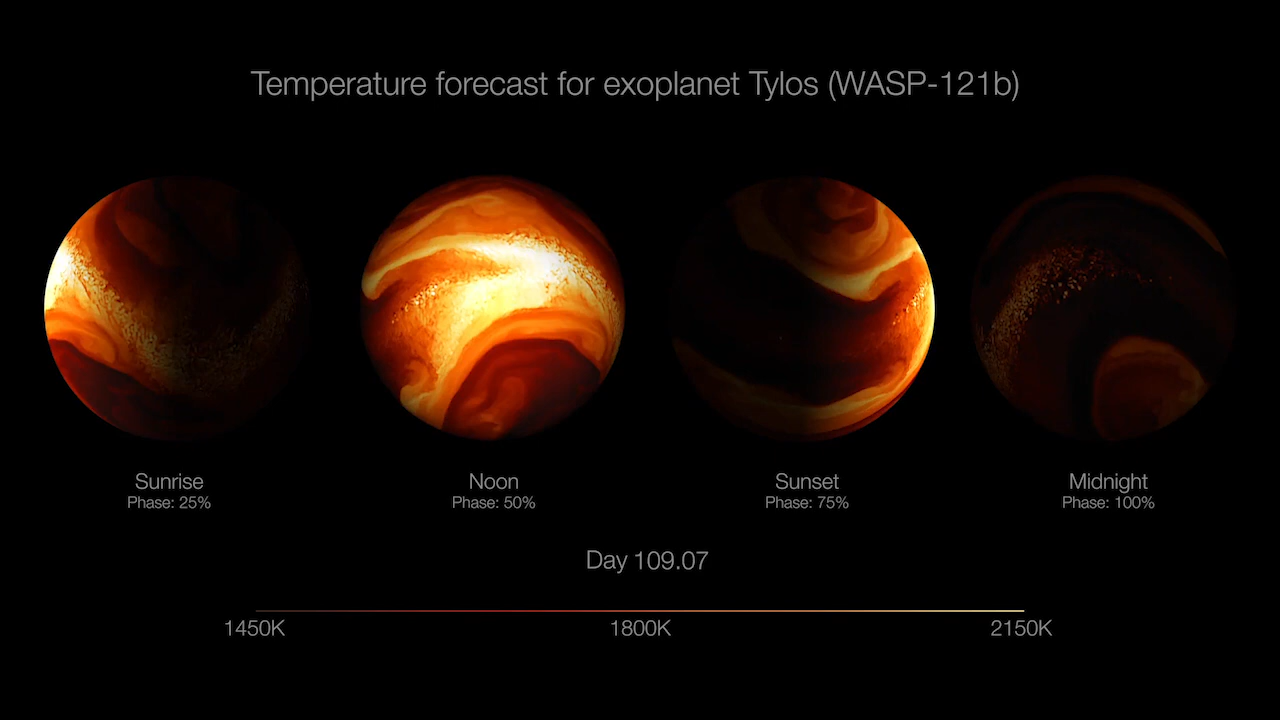 Temperature forecast for exoplanet Tylos (WASP-121b)
Sunrise
Phase: 25%
Noon
Phase: 50%
Sunset
Phase: 75%
Midnight
Phase: 100%
Day 109.07
1450K
1800K
2150K